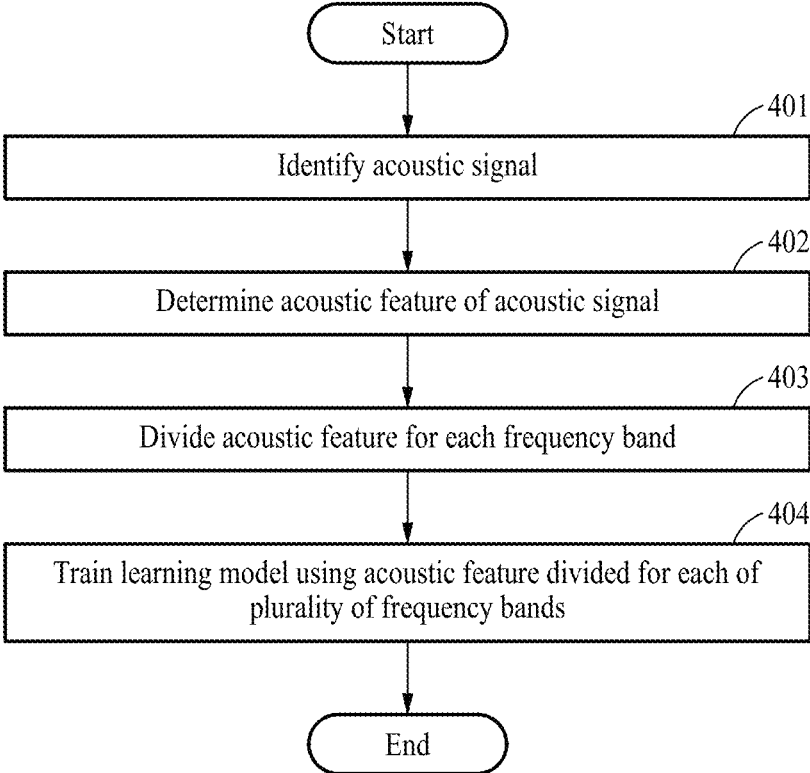 Start
401
Identify acoustic signal
402
Determine acoustic feature of acoustic signal
403
Divide acoustic feature for each frequency band
404
Train learning model using acoustic feature divided for each of
plurality of frequency bands
End